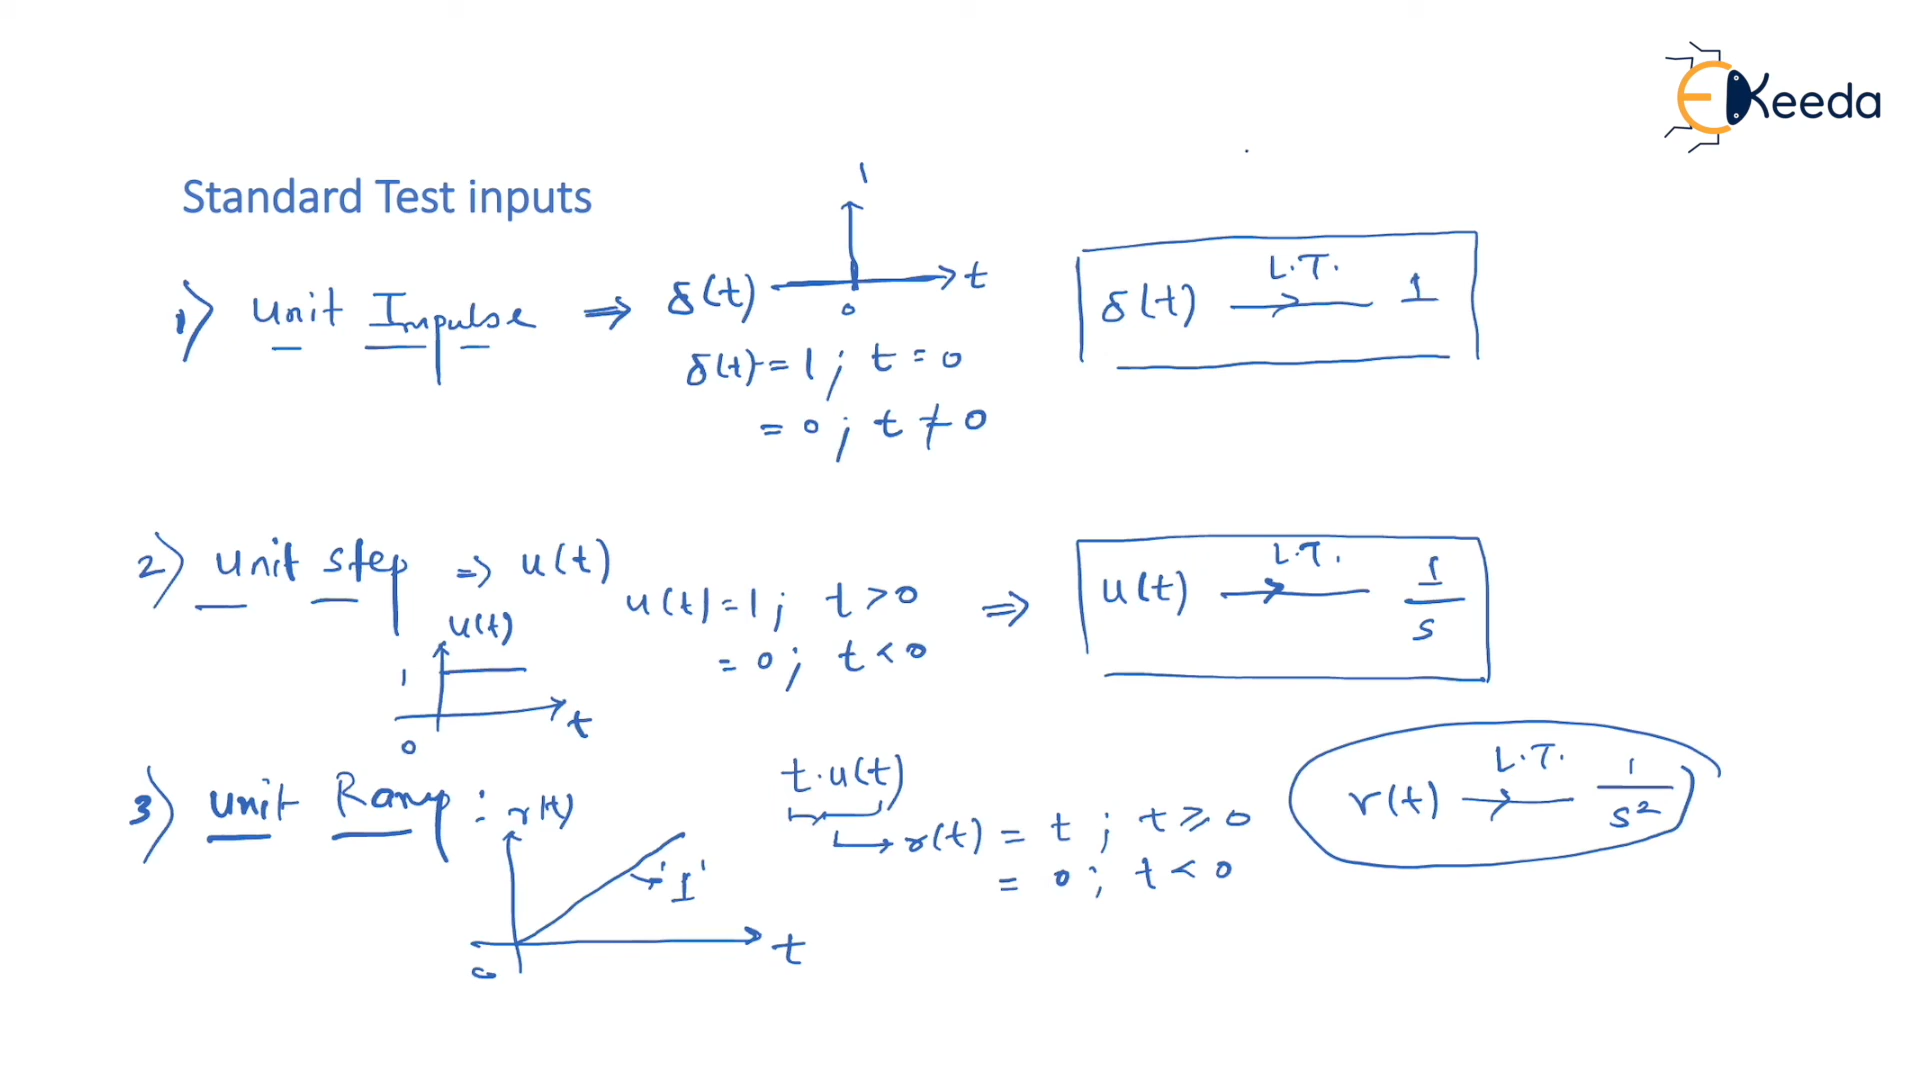 EKeeda
Standard Test inputs
1) Unit Impulse ⇒ δ(t)
1
t
0
δ(t) = 1 ; t = 0
= 0 ; t ≠ 0
δ(t) L.T. → 1
2) Unit step ⇒ u(t)
u(t) = 1 ; t > 0
= 0 ; t < 0
⇒ u(t) L.T. → 1/s
u(t)
1
t
0
3) Unit Ramp : r(t)
'1'
t
0
t·u(t)
→ r(t) = t ; t ≥ 0
= 0 ; t < 0
r(t) L.T. → 1/s²